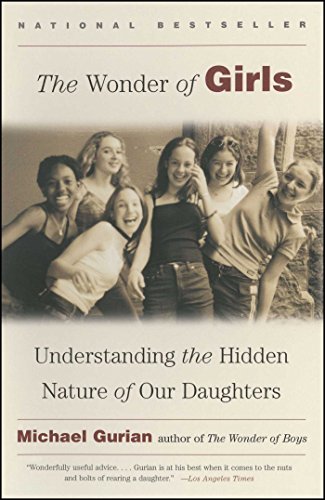 NATIONAL BESTSELLER
The Wonder of Girls
Understanding the Hidden
Nature of Our Daughters
Michael Gurian author of The Wonder of Boys
"Wonderfully useful advice. . . . Gurian is at his best when it comes to the nuts
and bolts of rearing a daughter." —Los Angeles Times